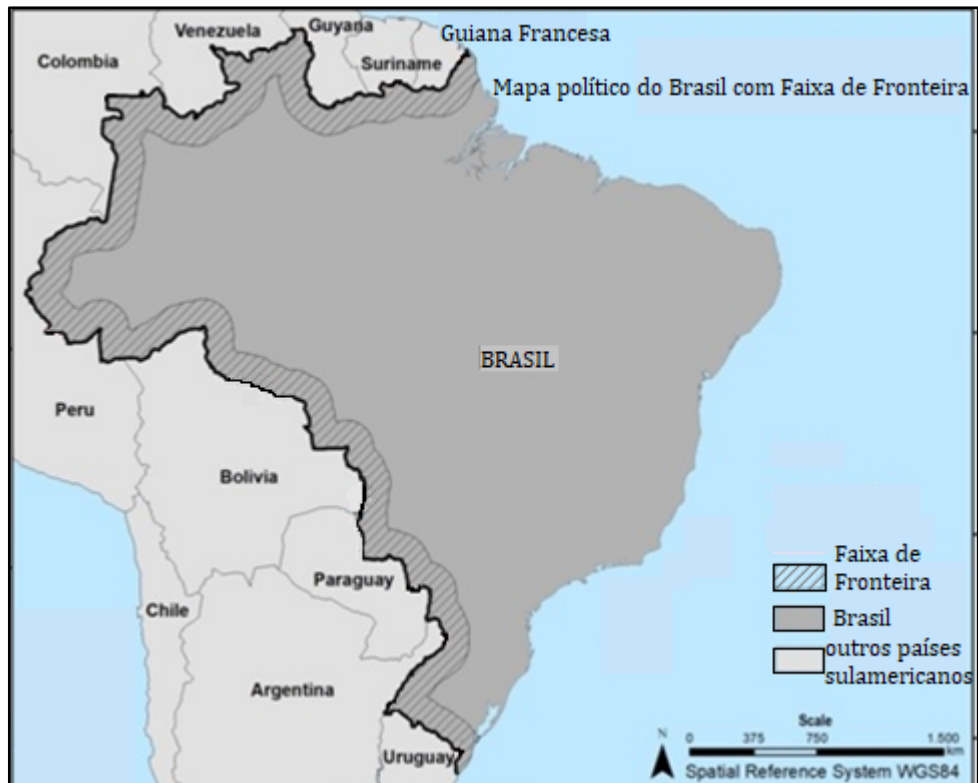 Guyana
Venezuela
Guiana Francesa
Colombia
Suriname
Mapa político do Brasil com Faixa de Fronteira
BRASIL
Peru
Bolivia
Paraguay
Chile
Argentina
Uruguay
Faixa de
Fronteira
Brasil
outros países
sulamericanos
Scale
0 375 750 1.500
km
N
Spatial Reference System WGS84